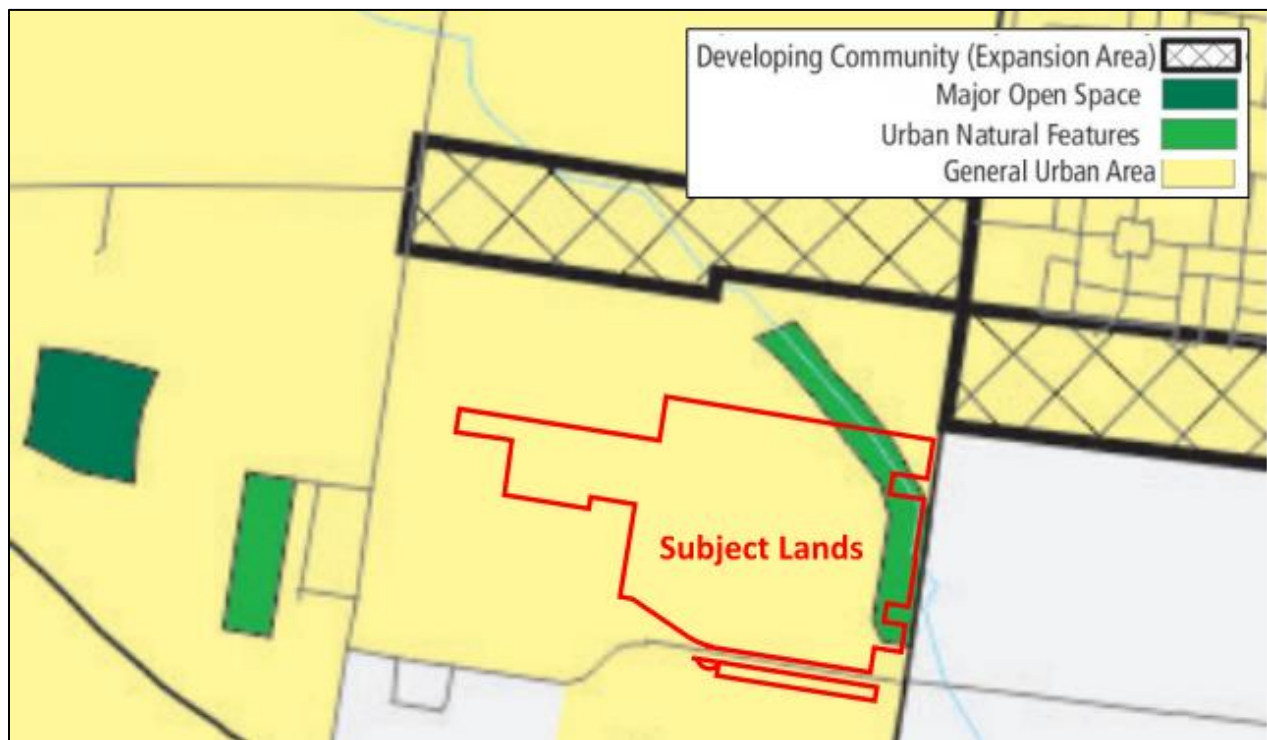 Developing Community (Expansion Area)
Major Open Space
Urban Natural Features
General Urban Area
Subject Lands